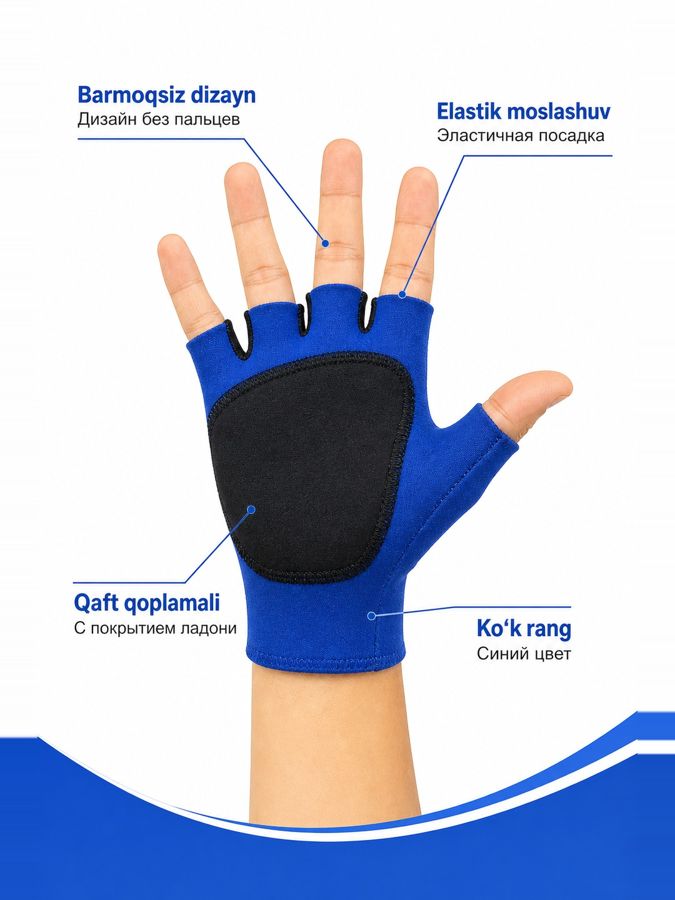 Barmoqsiz dizayn
Дизайн без пальцев
Elastik moslashuv
Эластичная посадка
Qaft qoplamali
С покрытием ладони
Ko‘k rang
Синий цвет